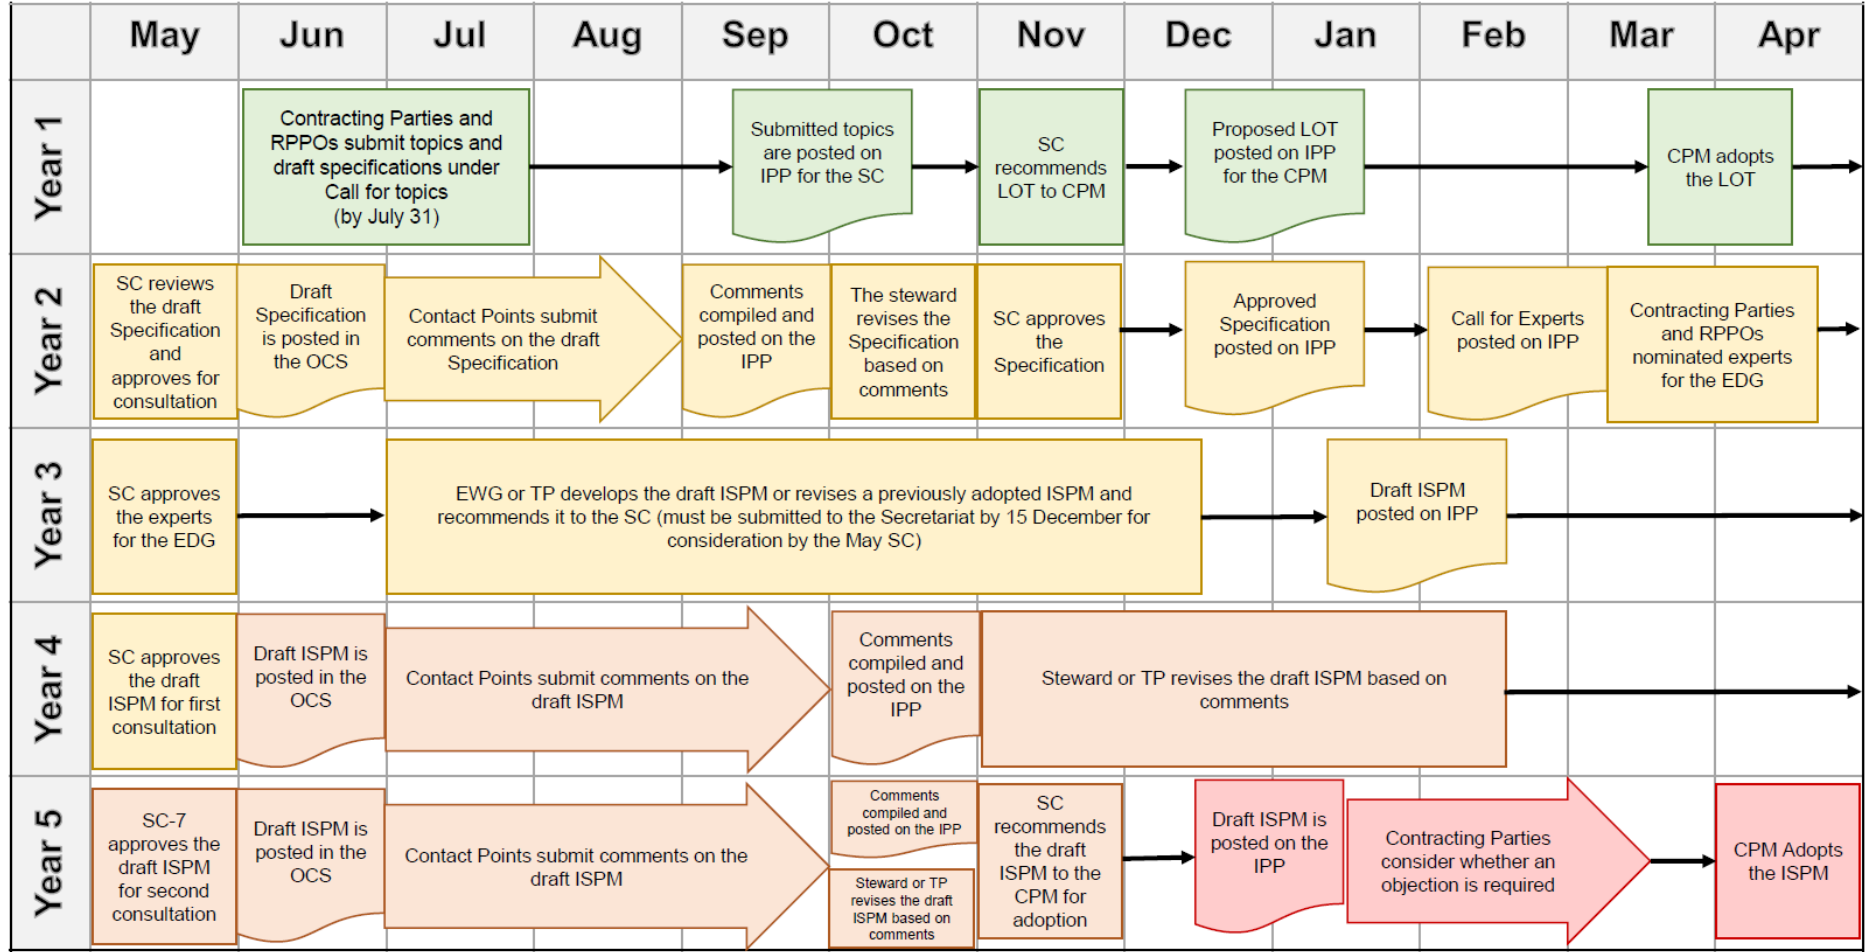 May Jun Jul Aug Sep Oct Nov Dec Jan Feb Mar Apr
Year 1
Contracting Parties and
RPPOs submit topics and
draft specifications under
Call for topics
(by July 31)
Submitted topics
are posted on
IPP for the SC
SC
recommends
LOT to CPM
Proposed LOT
posted on IPP
for the CPM
CPM adopts
the LOT
Year 2
SC reviews
the draft
Specification
and
approves for
consultation
Draft
Specification
is posted in
the OCS
Contact Points submit
comments on the draft
Specification
Comments
compiled and
posted on the
IPP
The steward
revises the
Specification
based on
comments
SC approves
the
Specification
Approved
Specification
posted on IPP
Call for Experts
posted on IPP
Contracting Parties
and RPPOs
nominated experts
for the EDG
Year 3
SC approves
the experts
for the EDG
EWG or TP develops the draft ISPM or revises a previously adopted ISPM and
recommends it to the SC (must be submitted to the Secretariat by 15 December for
consideration by the May SC)
Draft ISPM
posted on IPP
Year 4
SC approves
the draft
ISPM for first
consultation
Draft ISPM is
posted in the
OCS
Contact Points submit comments on the
draft ISPM
Comments
compiled and
posted on the
IPP
Steward or TP revises the draft ISPM based on
comments
Year 5
SC-7
approves the
draft ISPM
for second
consultation
Draft ISPM is
posted in the
OCS
Contact Points submit comments on the
draft ISPM
Comments
compiled and
posted on the IPP
Steward or TP
revises the draft
ISPM based on
comments
SC
recommends
the draft
ISPM to the
CPM for
adoption
Draft ISPM is
posted on the
IPP
Contracting Parties
consider whether an
objection is required
CPM Adopts
the ISPM